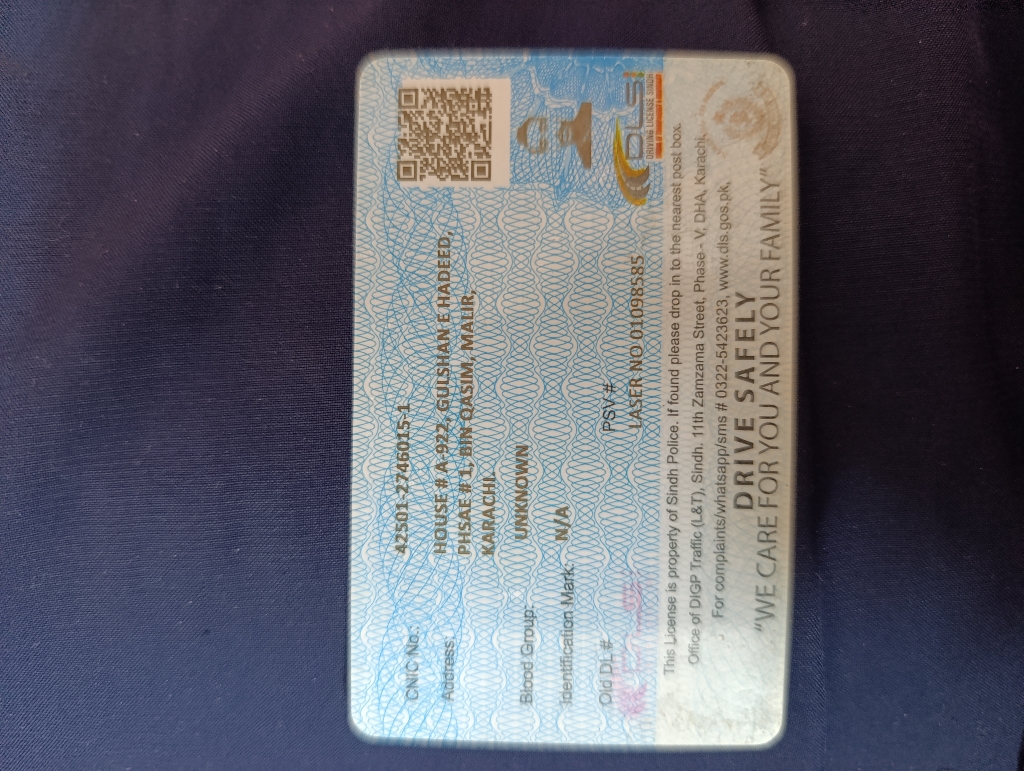 CNIC No.: 42501-2746015-1
Address: HOUSE # A-922, GULSHAN E HADEED,
PHSAE # 1, BIN QASIM, MALIR,
KARACHI.
Blood Group: UNKNOWN
Identification Mark: N/A
Old DL # PSV #
LASER NO 01098585
DLS
DRIVING LICENSE SINDH
This License is property of Sindh Police. If found please drop in to the nearest post box.
Office of DIGP Traffic (L&T), Sindh. 11th Zamzama Street, Phase - V, DHA, Karachi.
For complaints/whatsapp/sms # 0322-5423623, www.dls.gos.pk,
DRIVE SAFELY
"WE CARE FOR YOU AND YOUR FAMILY"